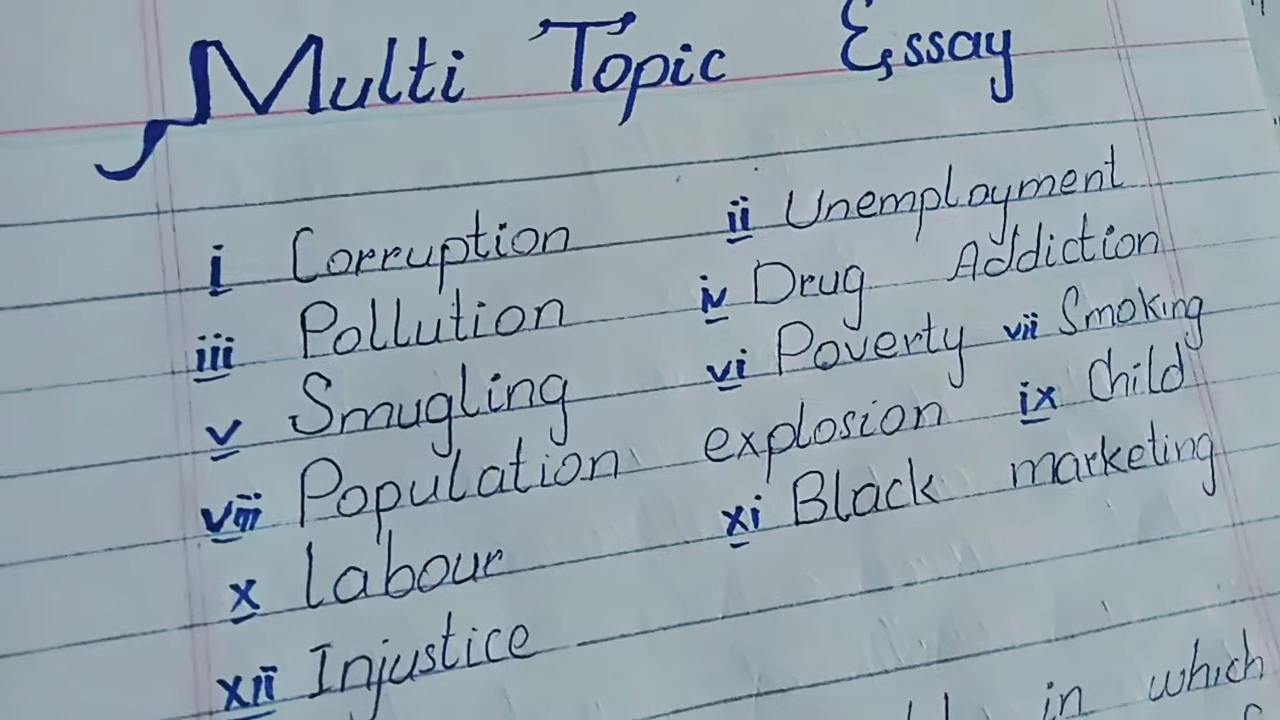 Multi Topic Essay
i Corruption ii Unemployment
iii Pollution iv Drug Addiction
v Smugling vi Poverty vii Smoking
viii Population explosion ix Child
x labour xi Black marketing
xii Injustice
in which